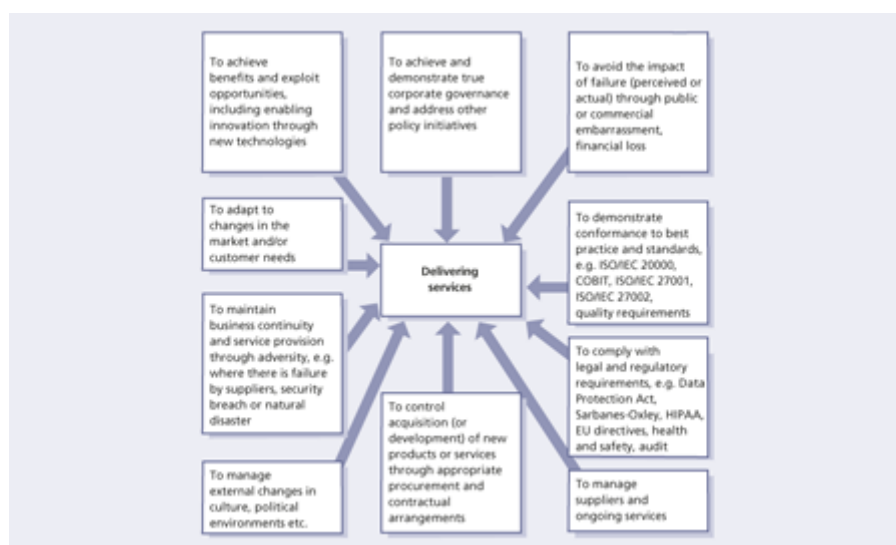 To achieve
benefits and exploit
opportunities,
including enabling
innovation through
new technologies
To achieve and
demonstrate true
corporate governance
and address other
policy initiatives
To avoid the impact
of failure (perceived or
actual) through public
or commercial
embarrassment,
financial loss
To adapt to
changes in the
market and/or
customer needs
Delivering
services
To demonstrate
conformance to best
practice and standards,
e.g. ISO/IEC 20000,
COBIT, ISO/IEC 27001,
ISO/IEC 27002,
quality requirements
To maintain
business continuity
and service provision
through adversity, e.g.
where there is failure
by suppliers, security
breach or natural
disaster
To comply with
legal and regulatory
requirements, e.g. Data
Protection Act,
Sarbanes-Oxley, HIPAA,
EU directives, health
and safety, audit
To manage
external changes in
culture, political
environments etc.
To control
acquisition (or
development) of new
products or services
through appropriate
procurement and
contractual
arrangements
To manage
suppliers and
ongoing services